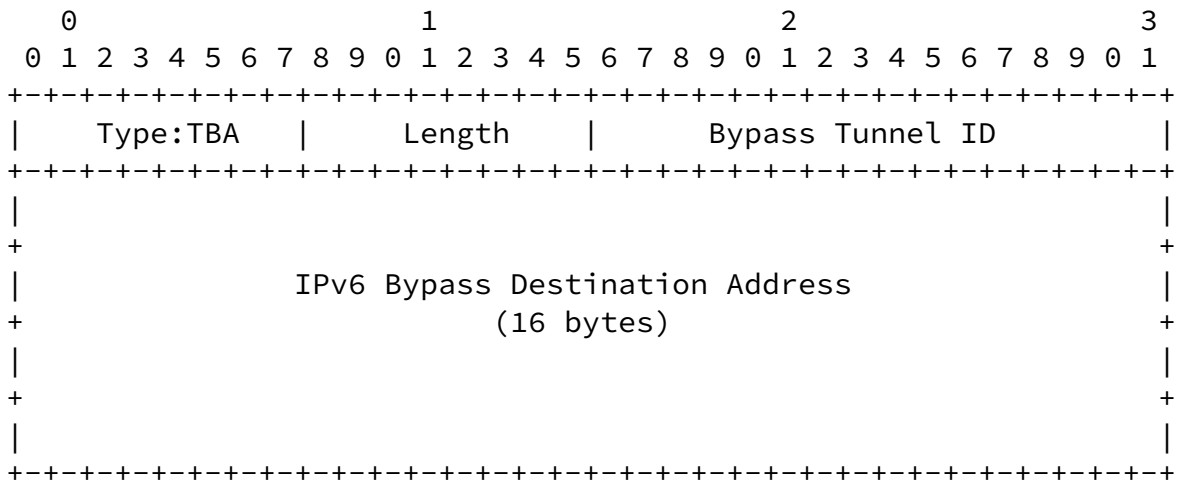 0                   1                   2                   3
 0 1 2 3 4 5 6 7 8 9 0 1 2 3 4 5 6 7 8 9 0 1 2 3 4 5 6 7 8 9 0 1
+-+-+-+-+-+-+-+-+-+-+-+-+-+-+-+-+-+-+-+-+-+-+-+-+-+-+-+-+-+-+-+-+
|    Type:TBA   |     Length    |      Bypass Tunnel ID         |
+-+-+-+-+-+-+-+-+-+-+-+-+-+-+-+-+-+-+-+-+-+-+-+-+-+-+-+-+-+-+-+-+
|                                                               |
+                                                               +
|               IPv6 Bypass Destination Address                 |
+                          (16 bytes)                           +
|                                                               |
+                                                               +
|                                                               |
+-+-+-+-+-+-+-+-+-+-+-+-+-+-+-+-+-+-+-+-+-+-+-+-+-+-+-+-+-+-+-+-+